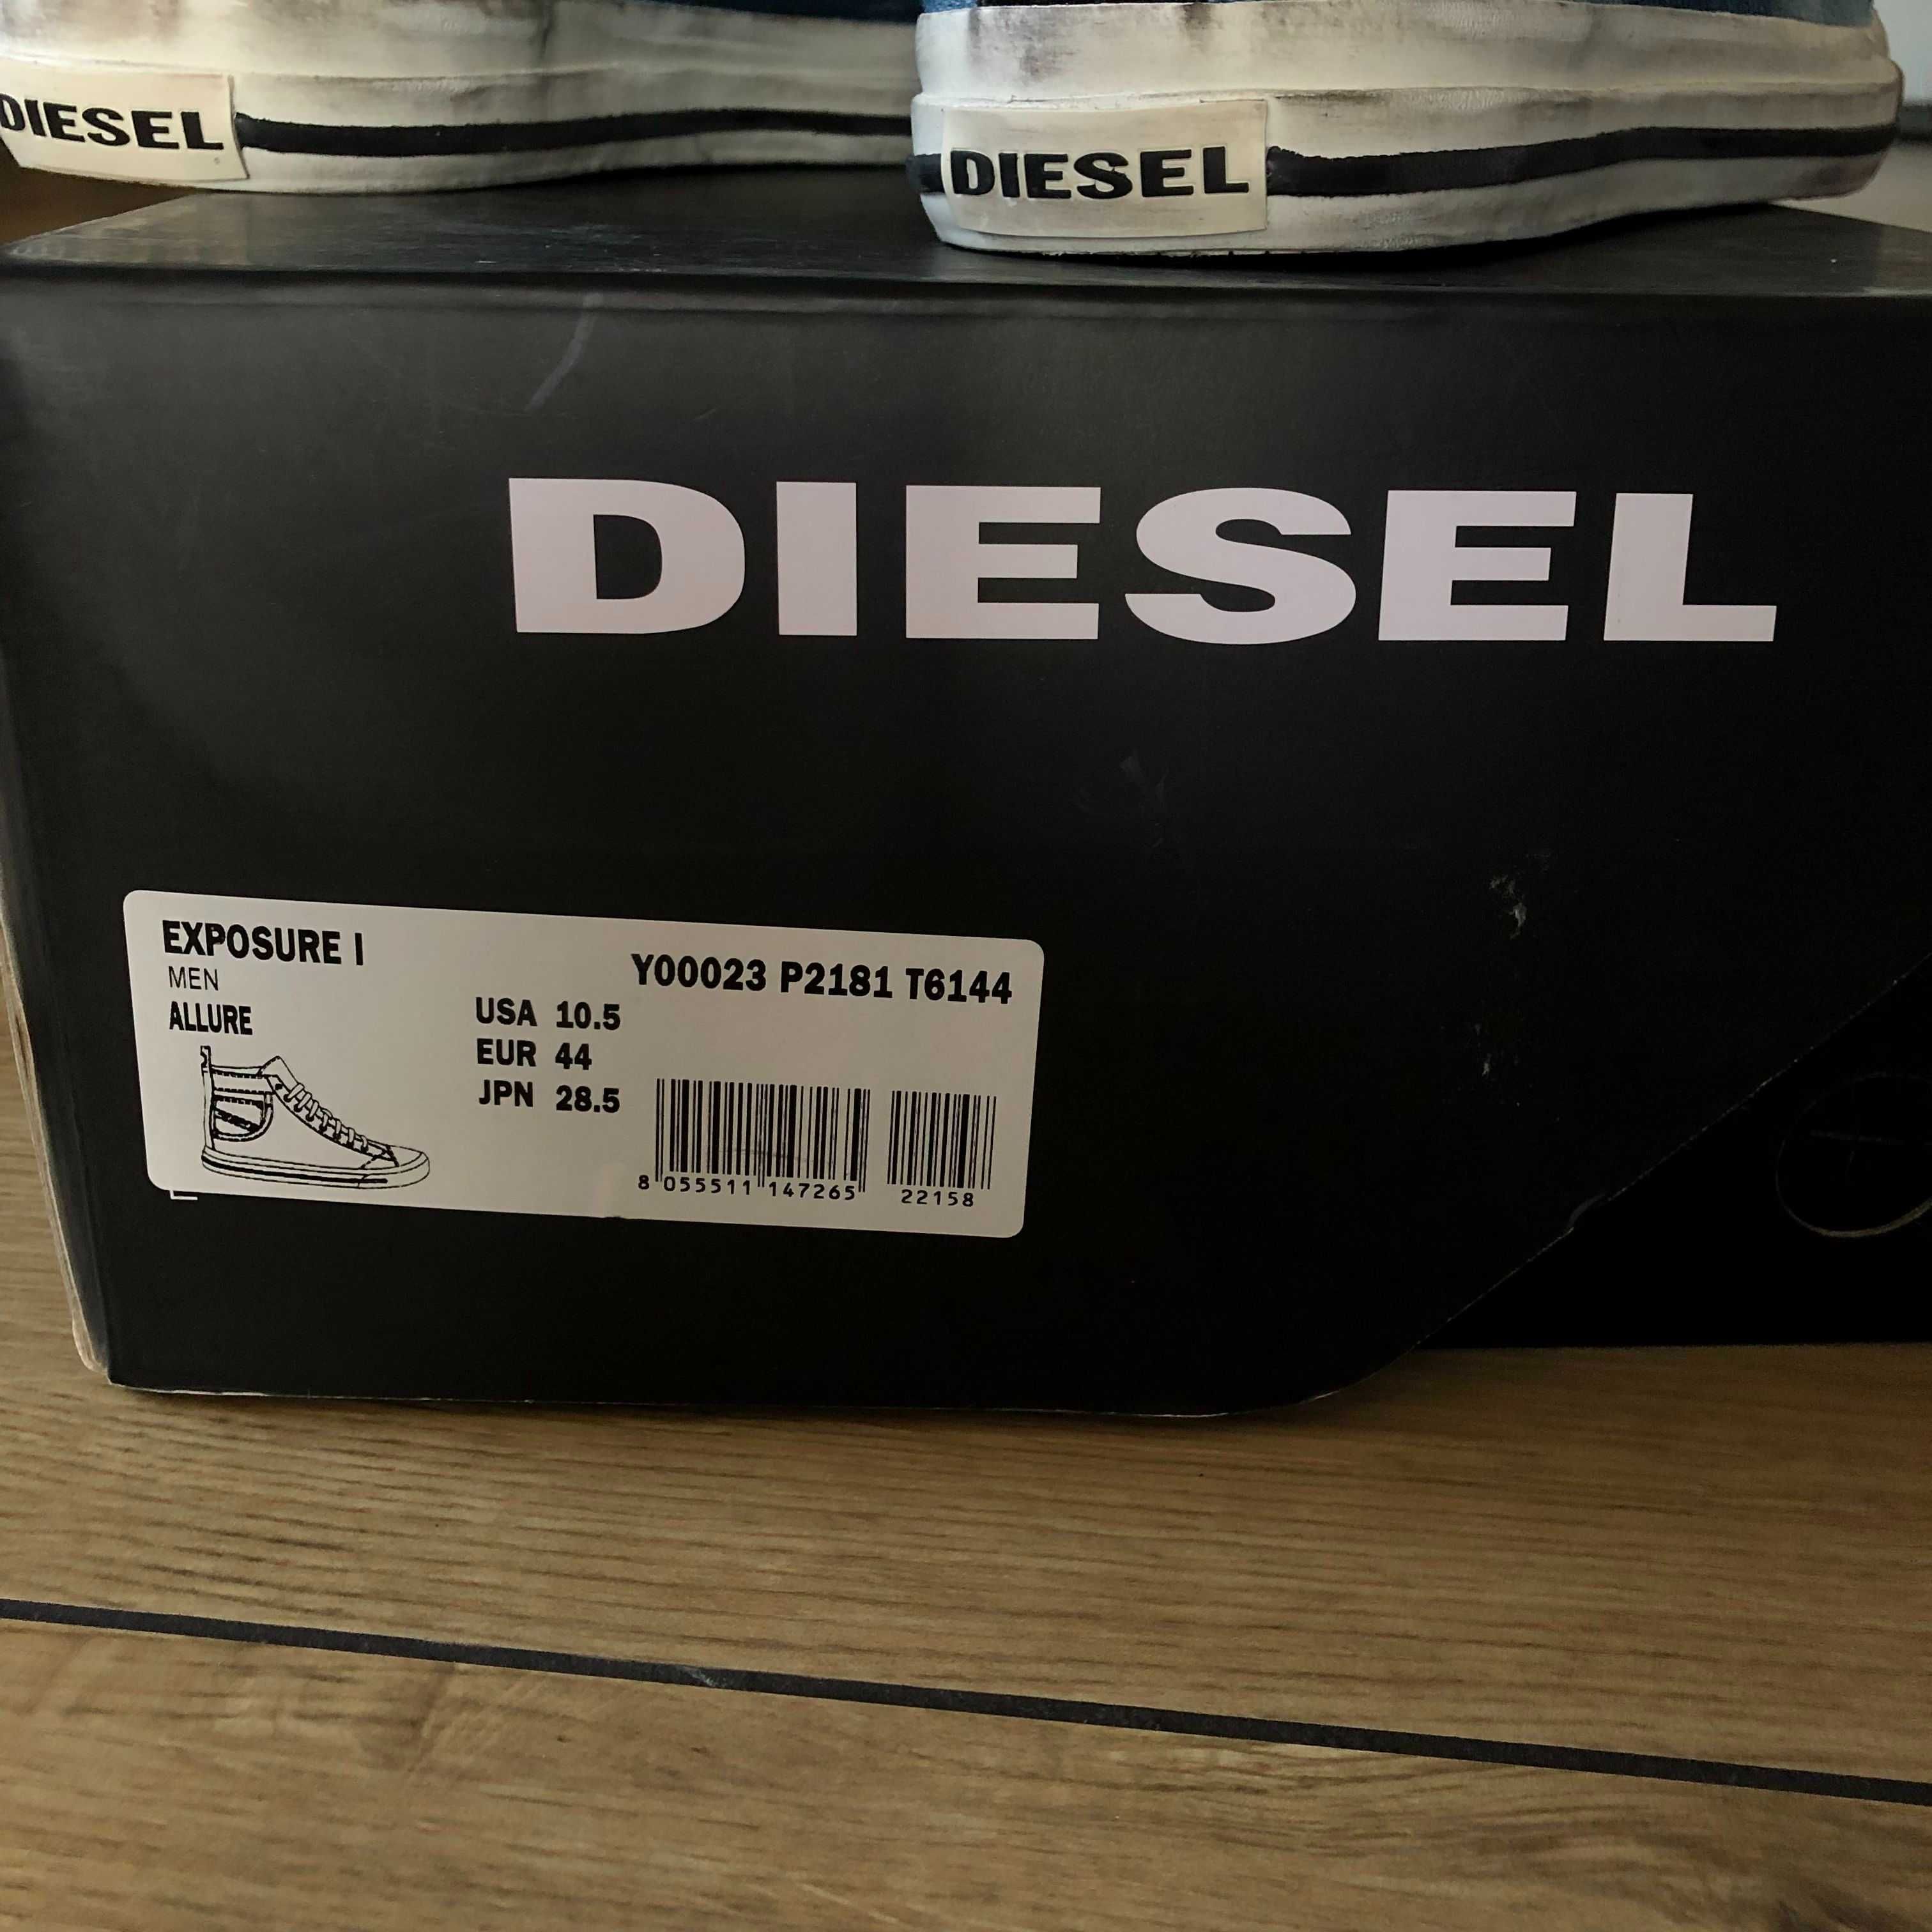 DIESEL
DIESEL
DIESEL
EXPOSURE I
MEN
ALLURE
Y00023 P2181 T6144
USA 10.5
EUR 44
JPN 28.5
8 055511 147265
22158